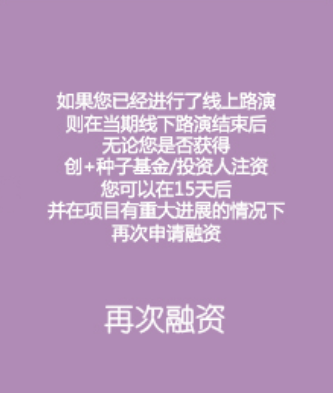 如果您已经进行了线上路演
则在当期线下路演结束后
无论您是否获得
创+种子基金/投资人注资
您可以在15天后
并在项目有重大进展的情况下
再次申请融资
再次融资